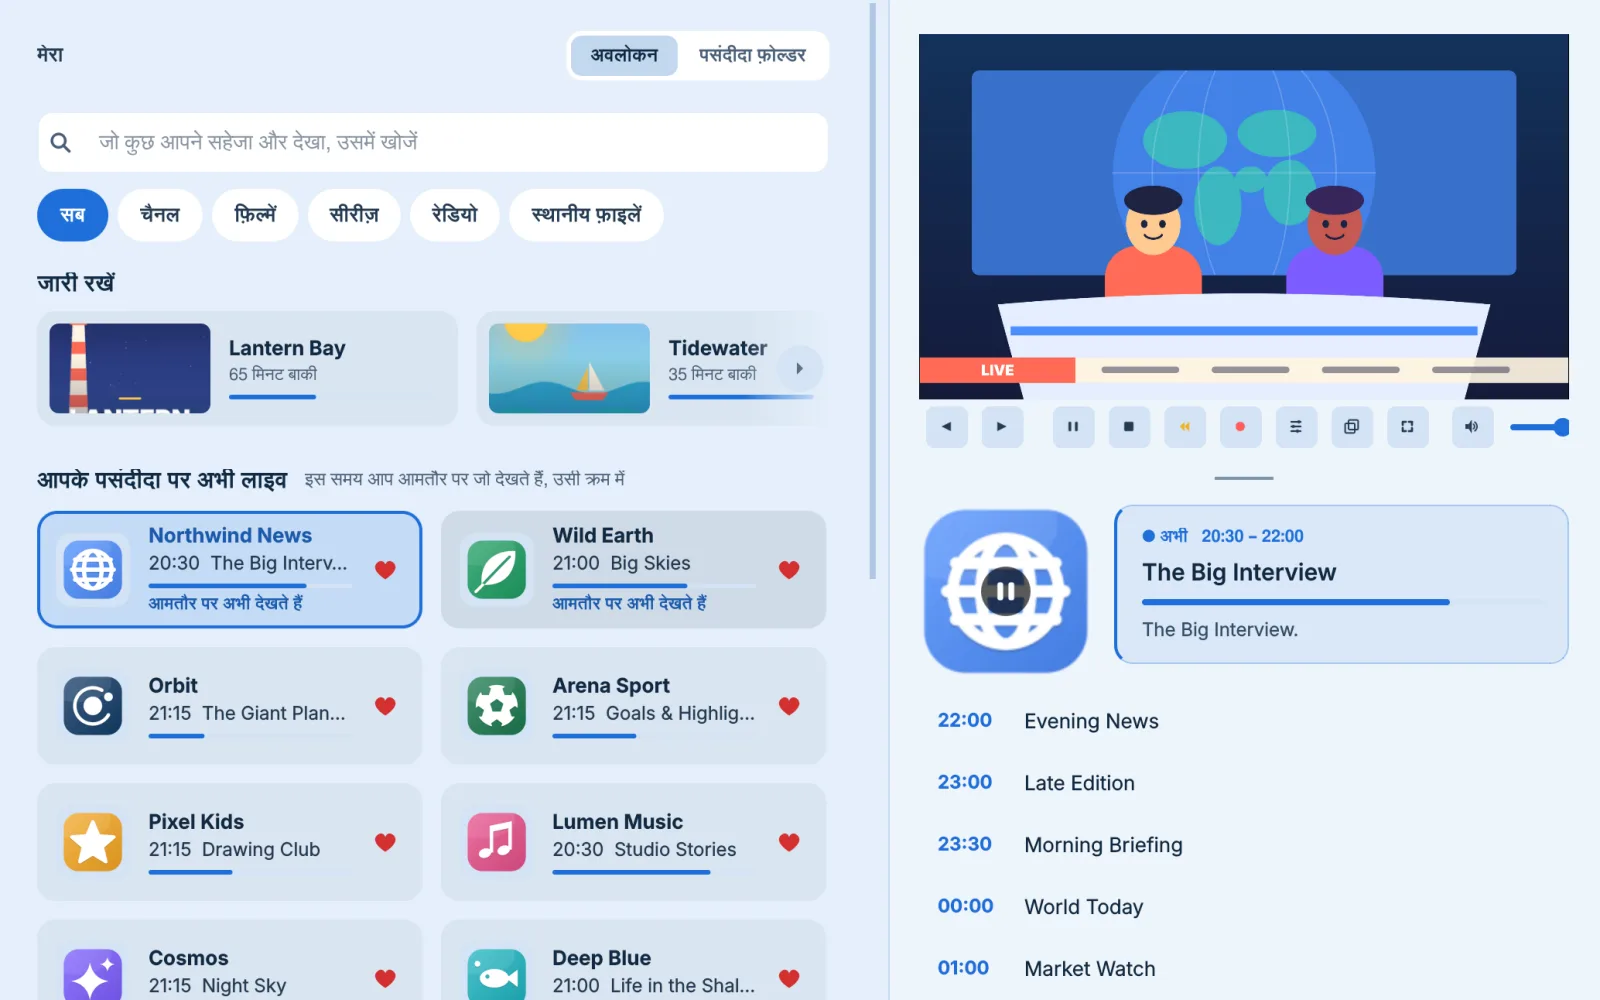 मेरा
अवलोकन
पसंदीदा फ़ोल्डर
जो कुछ आपने सहेजा और देखा, उसमें खोजें
सब
चैनल
फ़िल्में
सीरीज़
रेडियो
स्थानीय फ़ाइलें
जारी रखें
Lantern Bay
65 मिनट बाकी
LANTERN
Tidewater
35 मिनट बाकी
आपके पसंदीदा पर अभी लाइव
इस समय आप आमतौर पर जो देखते हैं, उसी क्रम में
Northwind News
20:30 The Big Interv...
आमतौर पर अभी देखते हैं
Wild Earth
21:00 Big Skies
आमतौर पर अभी देखते हैं
Orbit
21:15 The Giant Plan...
Arena Sport
21:15 Goals & Highlig...
Pixel Kids
21:15 Drawing Club
Lumen Music
20:30 Studio Stories
Cosmos
21:15 Night Sky
Deep Blue
21:00 Life in the Shal...
LIVE
अभी 20:30 – 22:00
The Big Interview
The Big Interview.
22:00 Evening News
23:00 Late Edition
23:30 Morning Briefing
00:00 World Today
01:00 Market Watch